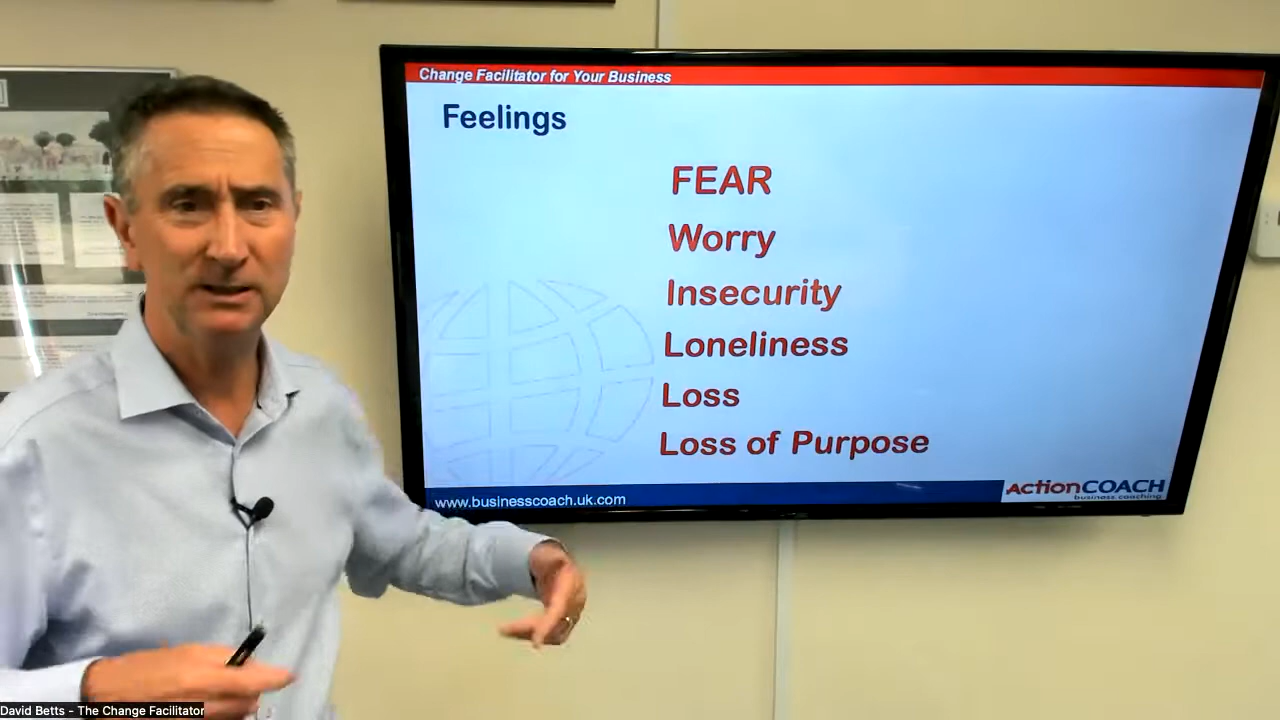 Change Facilitator for Your Business
Feelings
FEAR
Worry
Insecurity
Loneliness
Loss
Loss of Purpose
www.businesscoach.uk.com
ActionCOACH
business coaching
David Betts - The Change Facilitator